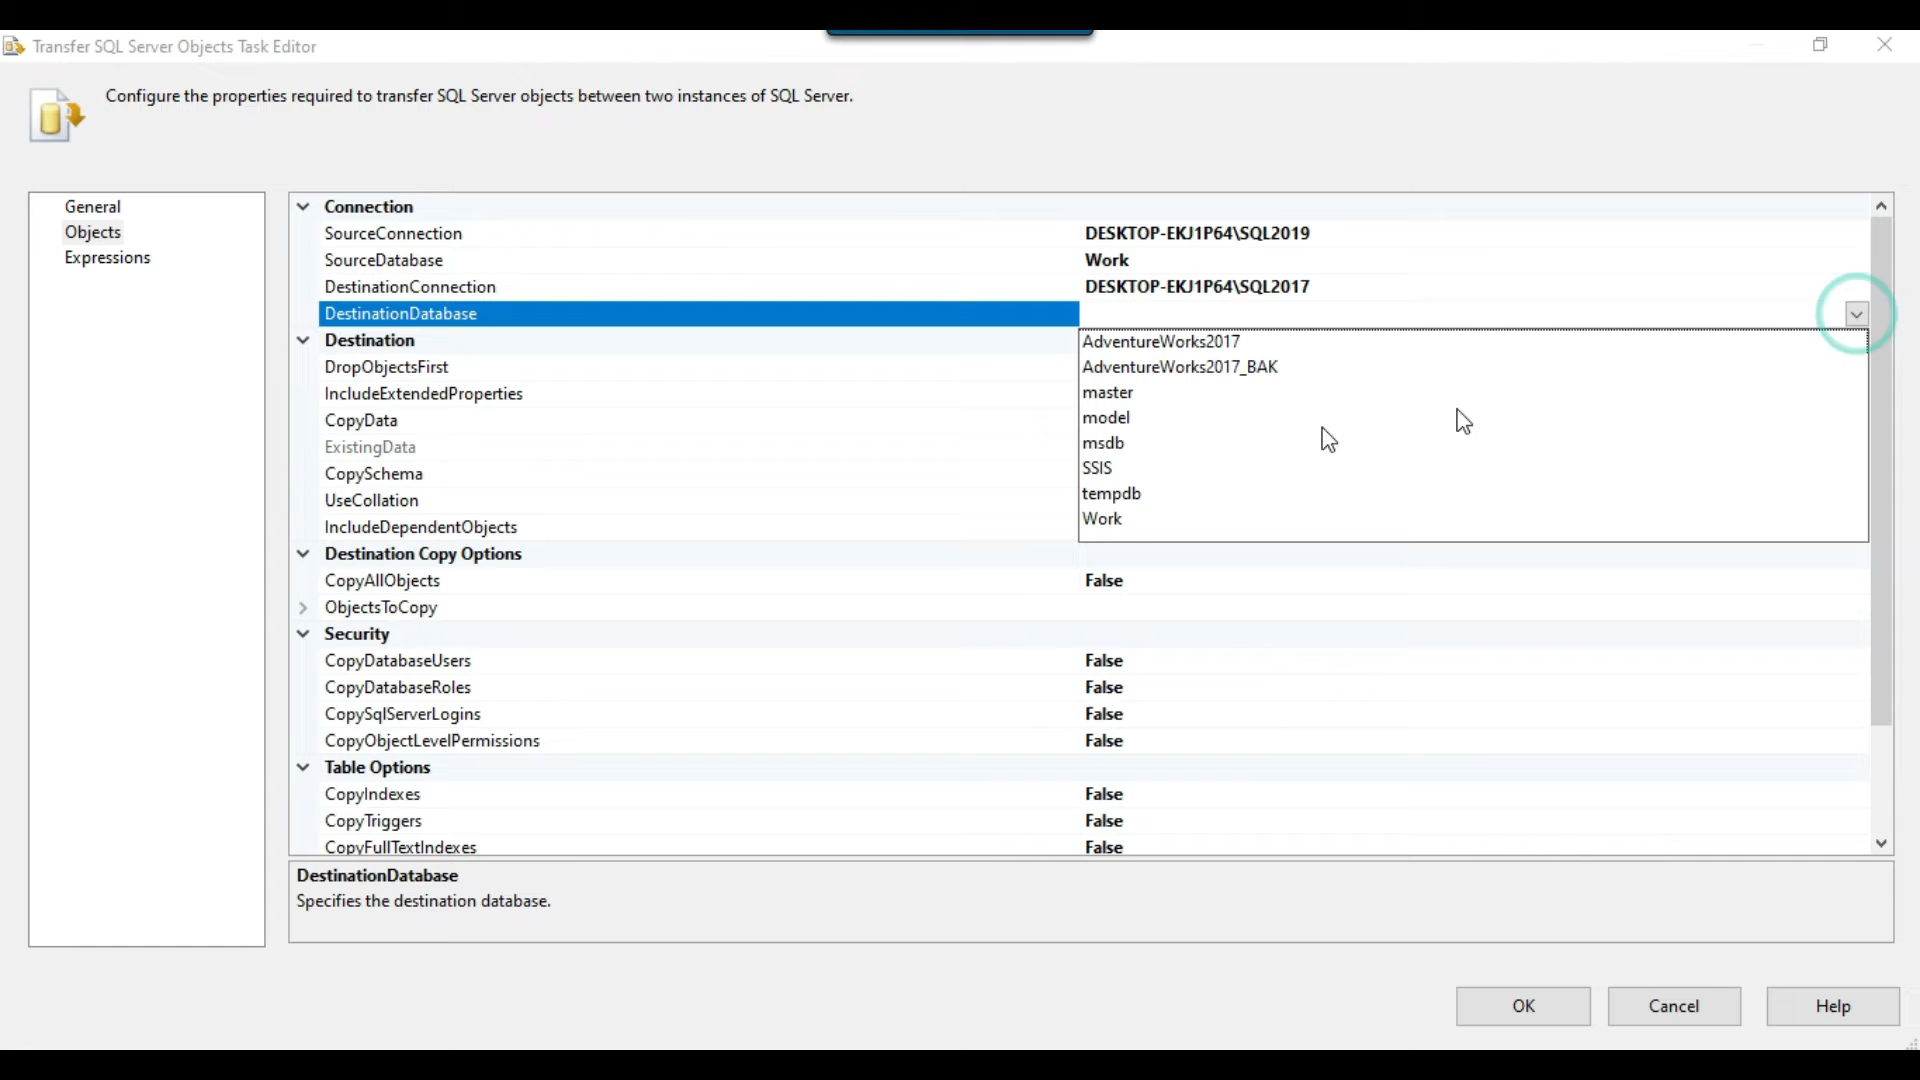 Transfer SQL Server Objects Task Editor
Configure the properties required to transfer SQL Server objects between two instances of SQL Server.
General
Objects
Expressions
Connection
SourceConnection DESKTOP-EKJ1P64\SQL2019
SourceDatabase Work
DestinationConnection DESKTOP-EKJ1P64\SQL2017
DestinationDatabase
Destination
DropObjectsFirst
IncludeExtendedProperties
CopyData
ExistingData
CopySchema
UseCollation
IncludeDependentObjects
AdventureWorks2017
AdventureWorks2017_BAK
master
model
msdb
SSIS
tempdb
Work
Destination Copy Options
CopyAllObjects False
ObjectsToCopy
Security
CopyDatabaseUsers False
CopyDatabaseRoles False
CopySqlServerLogins False
CopyObjectLevelPermissions False
Table Options
CopyIndexes False
CopyTriggers False
CopyFullTextIndexes False
DestinationDatabase
Specifies the destination database.
OK Cancel Help